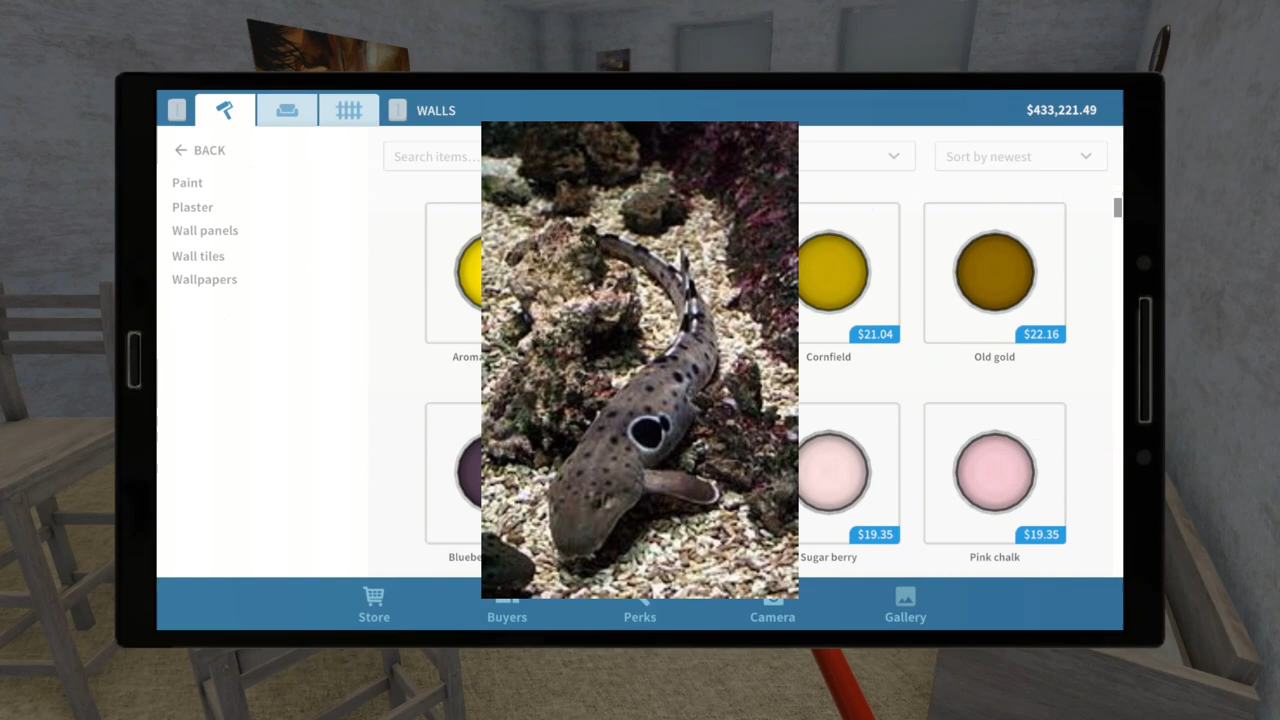 WALLS
$433,221.49
BACK
Search items...
Sort by newest
Paint
Plaster
Wall panels
Wall tiles
Wallpapers
$21.04
$22.16
Cornfield
Old gold
$19.35
$19.35
Sugar berry
Pink chalk
Store
Buyers
Perks
Camera
Gallery